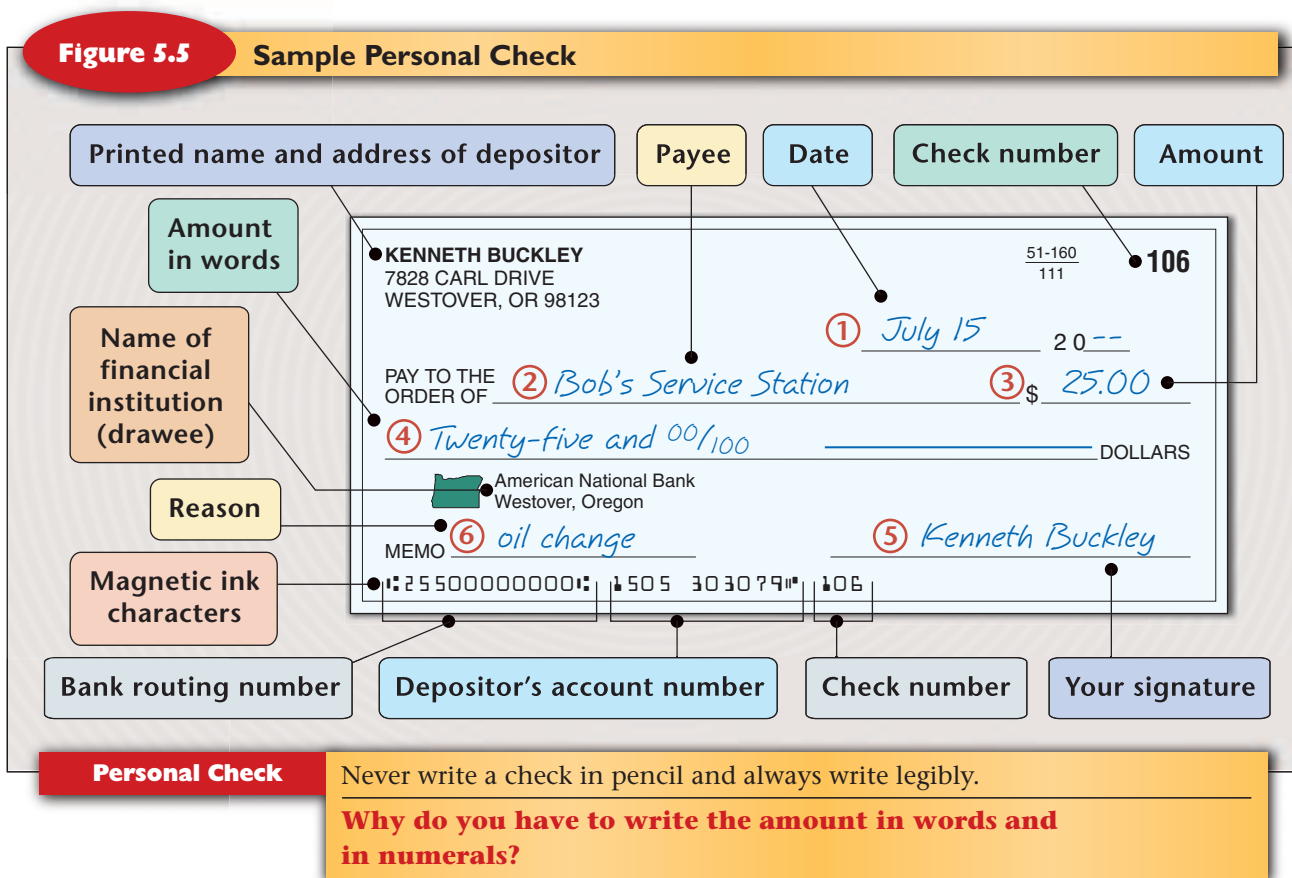 Figure 5.5
Sample Personal Check
Printed name and address of depositor
Payee
Date
Check number
Amount
Amount
in words
Name of
financial
institution
(drawee)
Reason
Magnetic ink
characters
KENNETH BUCKLEY
7828 CARL DRIVE
WESTOVER, OR 98123
51-160
111
106
1 July 15 20--
PAY TO THE
ORDER OF 2 Bob's Service Station 3 $ 25.00
4 Twenty-five and 00/100 DOLLARS
American National Bank
Westover, Oregon
MEMO 6 oil change 5 Kenneth Buckley
⑆25500000000⑆ 1505 303079⑈ 106
Bank routing number
Depositor's account number
Check number
Your signature
Personal Check
Never write a check in pencil and always write legibly.
Why do you have to write the amount in words and
in numerals?